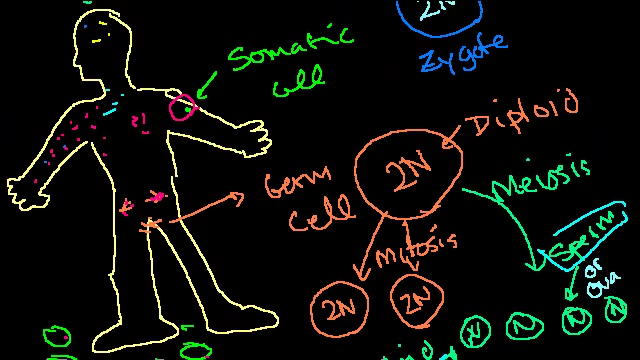 2N
Zygote
Somatic
Cell
Diploid
2N
Germ
Cell
Meiosis
Mitosis
Sperm
or
Ova
2N
2N
N
N
N
N